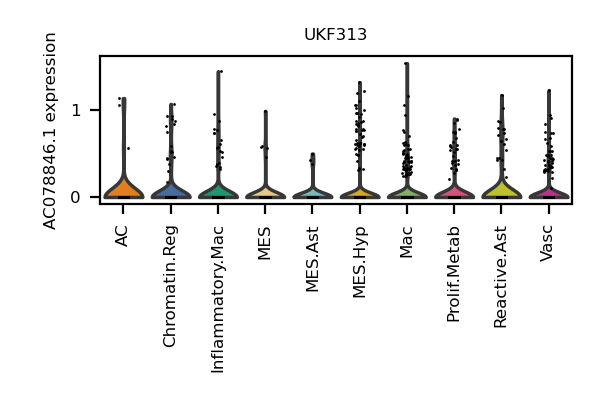 UKF313
AC078846.1 expression
1
0
AC
Chromatin.Reg
Inflammatory.Mac
MES
MES.Ast
MES.Hyp
Mac
Prolif.Metab
Reactive.Ast
Vasc